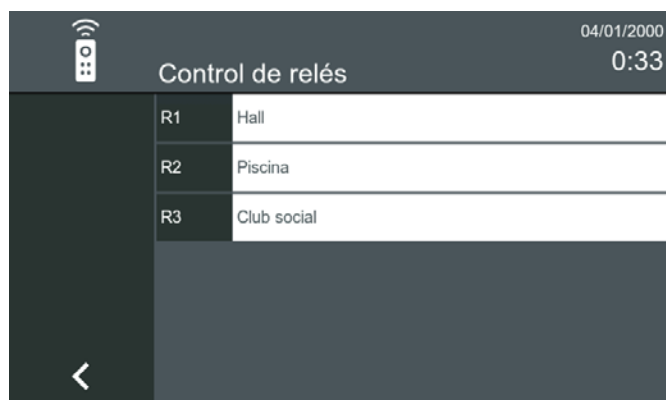 04/01/2000
0:33
Control de relés
R1 Hall
R2 Piscina
R3 Club social